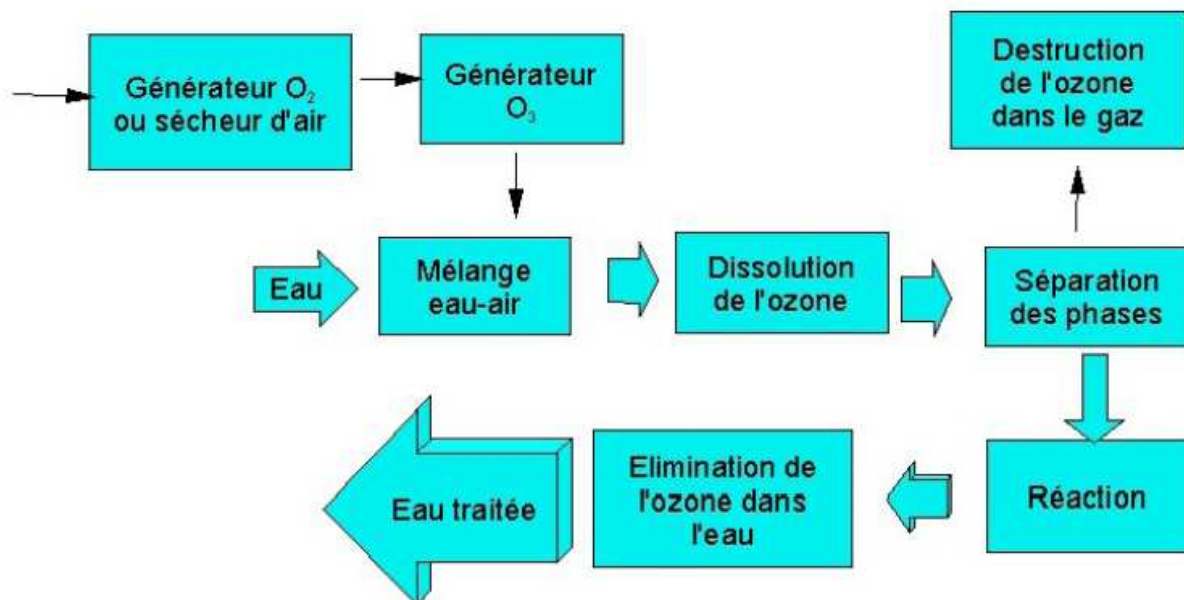 Générateur O₂
ou sécheur d'air
Générateur
O₃
Destruction
de l'ozone
dans le gaz
Eau
Mélange
eau-air
Dissolution
de l'ozone
Séparation
des phases
Réaction
Elimination de
l'ozone dans
l'eau
Eau traitée